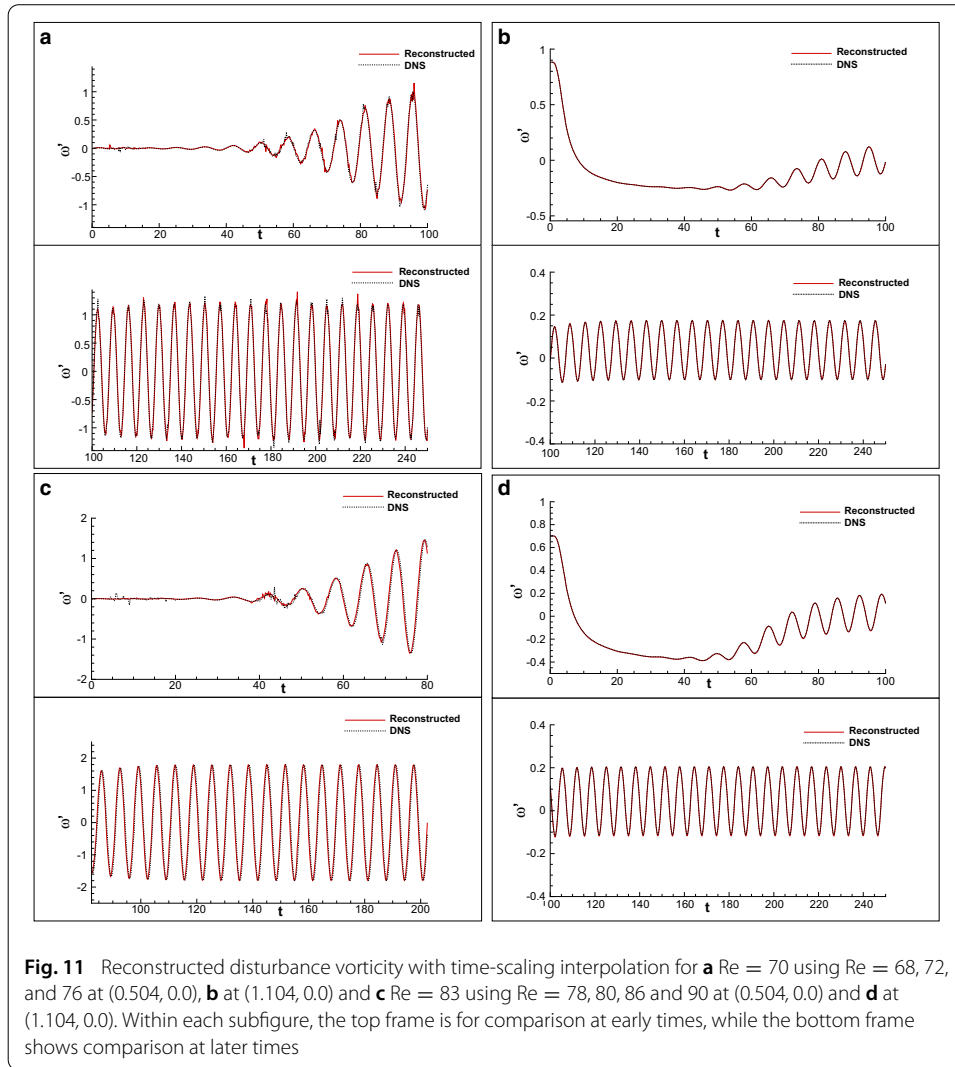 a
Reconstructed
DNS
1
0.5
0
-0.5
-1
ω'
0 20 40 60 80 100
t
Reconstructed
DNS
1
0.5
0
-0.5
-1
ω'
100 120 140 160 180 200 220 240
t
b
Reconstructed
DNS
1
0.5
0
-0.5
ω'
0 20 40 60 80 100
t
Reconstructed
DNS
0.4
0.2
0
-0.2
-0.4
ω'
100 120 140 160 180 200 220 240
t
c
Reconstructed
DNS
2
1
0
-1
-2
ω'
0 20 40 60 80
t
Reconstructed
DNS
2
1
0
-1
-2
ω'
100 120 140 160 180 200
t
d
Reconstructed
DNS
1
0.8
0.6
0.4
0.2
0
-0.2
-0.4
ω'
0 20 40 60 80 100
t
Reconstructed
DNS
0.4
0.2
0
-0.2
-0.4
ω'
100 120 140 160 180 200 220 240
t
Fig. 11 Reconstructed disturbance vorticity with time-scaling interpolation for a Re = 70 using Re = 68, 72,
and 76 at (0.504, 0.0), b at (1.104, 0.0) and c Re = 83 using Re = 78, 80, 86 and 90 at (0.504, 0.0) and d at
(1.104, 0.0). Within each subfigure, the top frame is for comparison at early times, while the bottom frame
shows comparison at later times